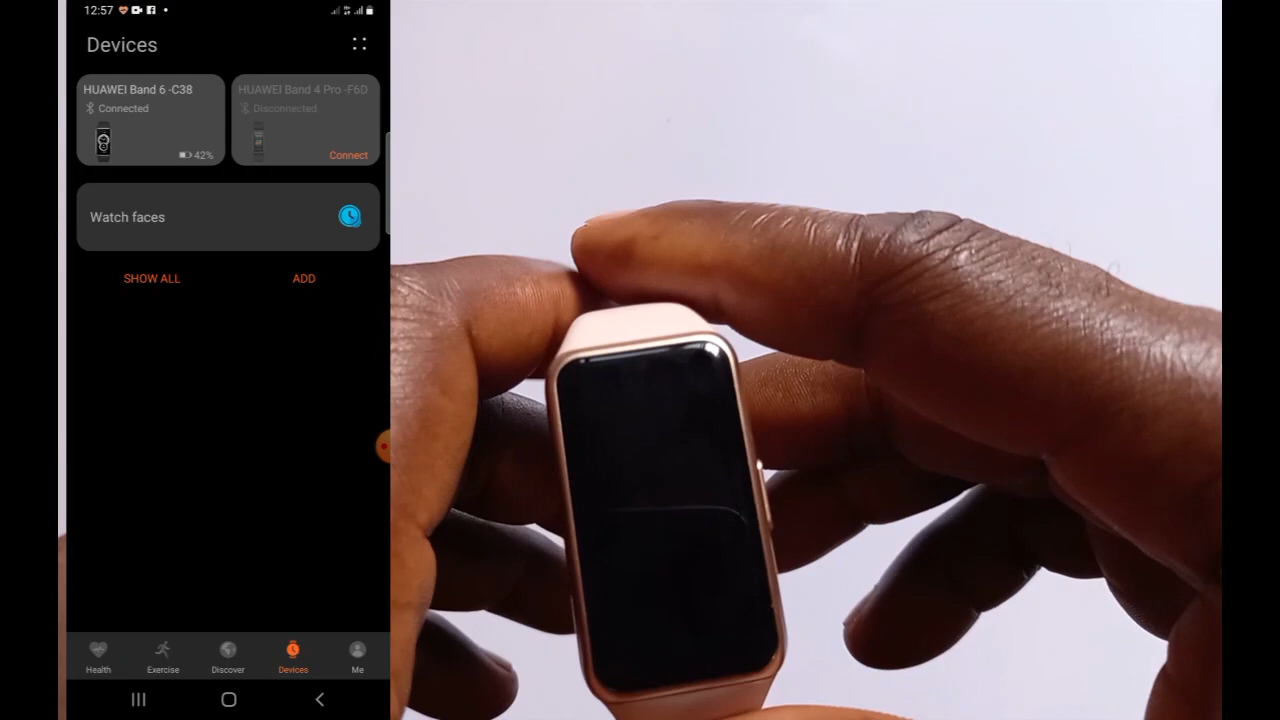 12:57
Devices
HUAWEI Band 6 -C38
Connected
42%
HUAWEI Band 4 Pro -F6D
Disconnected
Connect
Watch faces
SHOW ALL
ADD
Health
Exercise
Discover
Devices
Me